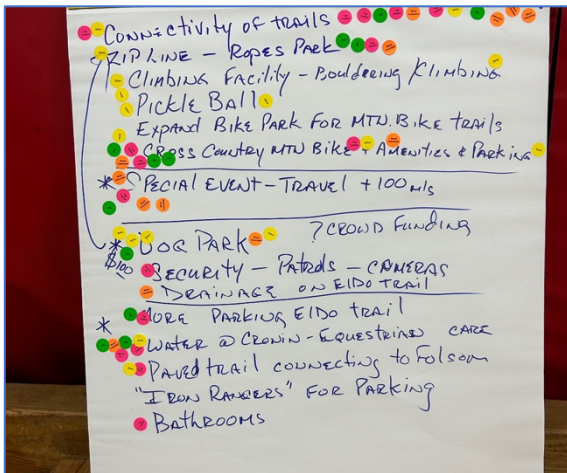 CONNECTIVITY OF TRAILS
ZIP LINE - ROPES PARK
CLIMBING FACILITY - BOULDERING / CLIMBING
PICKLE BALL
EXPAND BIKE PARK FOR MTN. BIKE TRAILS
CROSS COUNTRY MTN BIKE + AMENITIES & PARKING
* SPECIAL EVENT - TRAVEL +100 mls
? CROWD FUNDING
* DOG PARK
$100
SECURITY - PATROLS - CAMERAS
DRAINAGE ON ElDO TRAIL
* MORE PARKING ElDO TRAIL
WATER @ CRONIN - EQUESTRIAN CARE
PAVED TRAIL CONNECTING TO FOLSOM
"IRON RANGERS" FOR PARKING
BATHROOMS